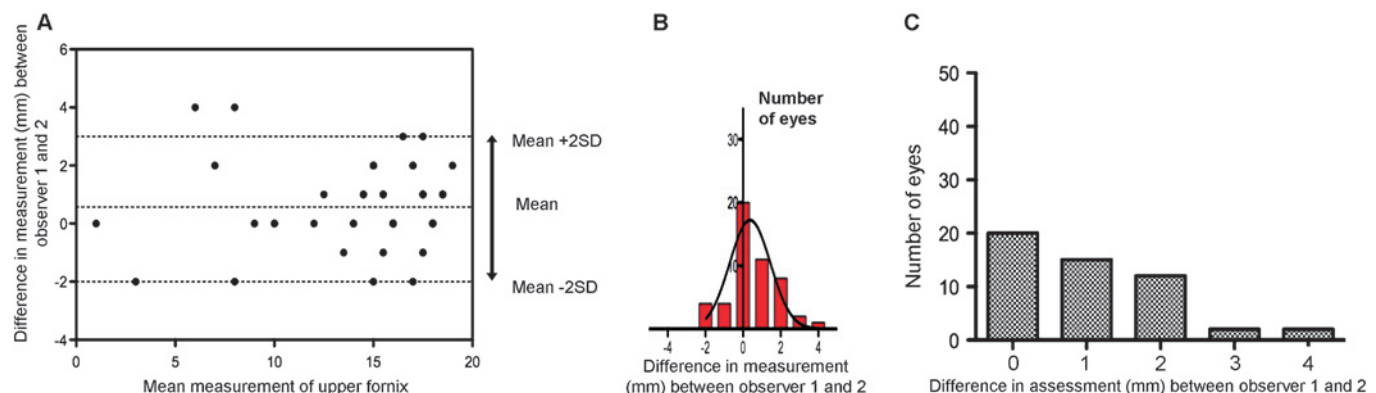 A
Difference in measurement (mm) between
observer 1 and 2
6
4
2
0
-2
-4
0
5
10
15
20
Mean measurement of upper fornix
Mean +2SD
Mean
Mean -2SD
B
Number
of eyes
30
20
10
-4
-2
0
2
4
Difference in measurement
(mm) between observer 1 and 2
C
Number of eyes
50
40
30
20
10
0
0
1
2
3
4
Difference in assessment (mm) between observer 1 and 2